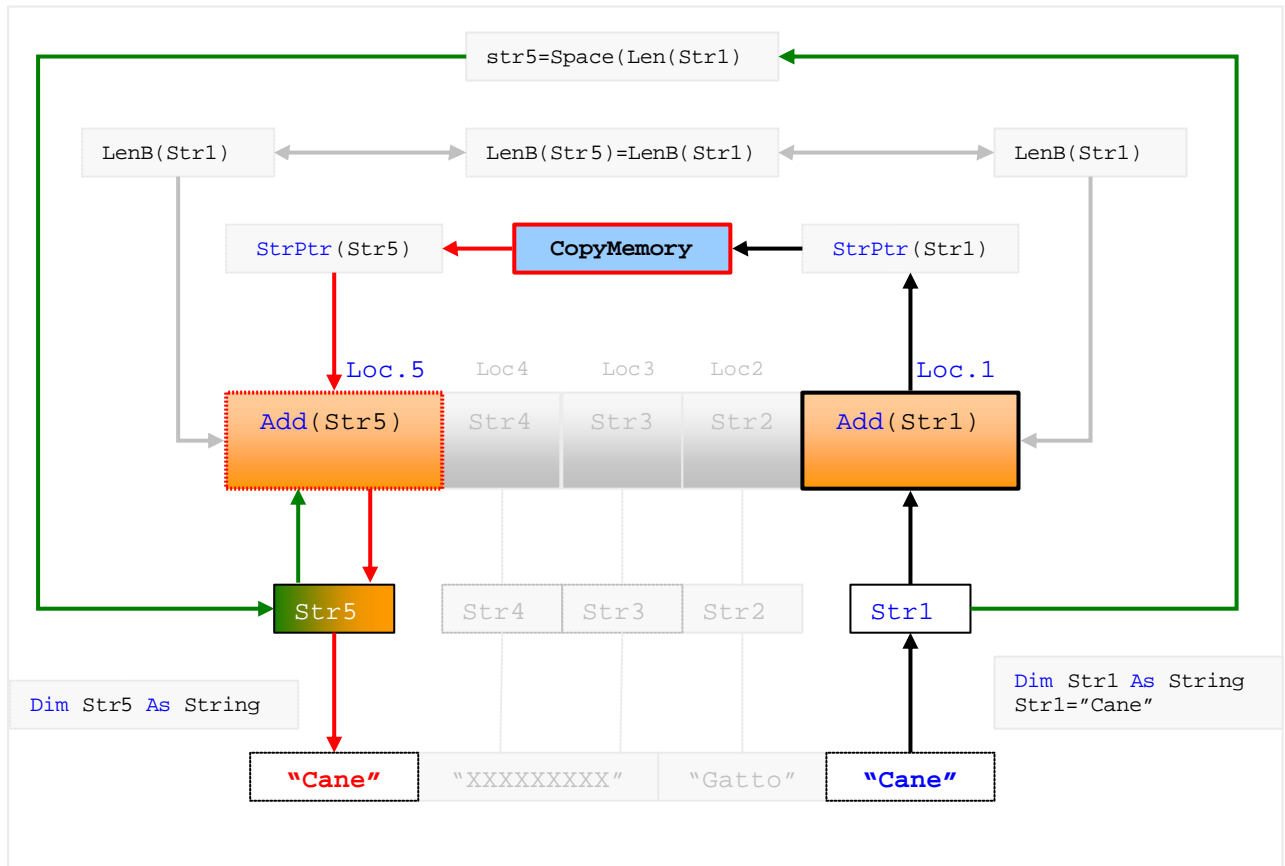 str5=Space(Len(Str1)
LenB(Str1)
LenB(Str5)=LenB(Str1)
LenB(Str1)
StrPtr(Str5)
CopyMemory
StrPtr(Str1)
Loc.5
Loc4
Loc3
Loc2
Loc.1
Add(Str5)
Str4
Str3
Str2
Add(Str1)
Str5
Str4
Str3
Str2
Str1
Dim Str5 As String
Dim Str1 As String
Str1=”Cane”
“Cane”
“XXXXXXXXX”
“Gatto”
“Cane”